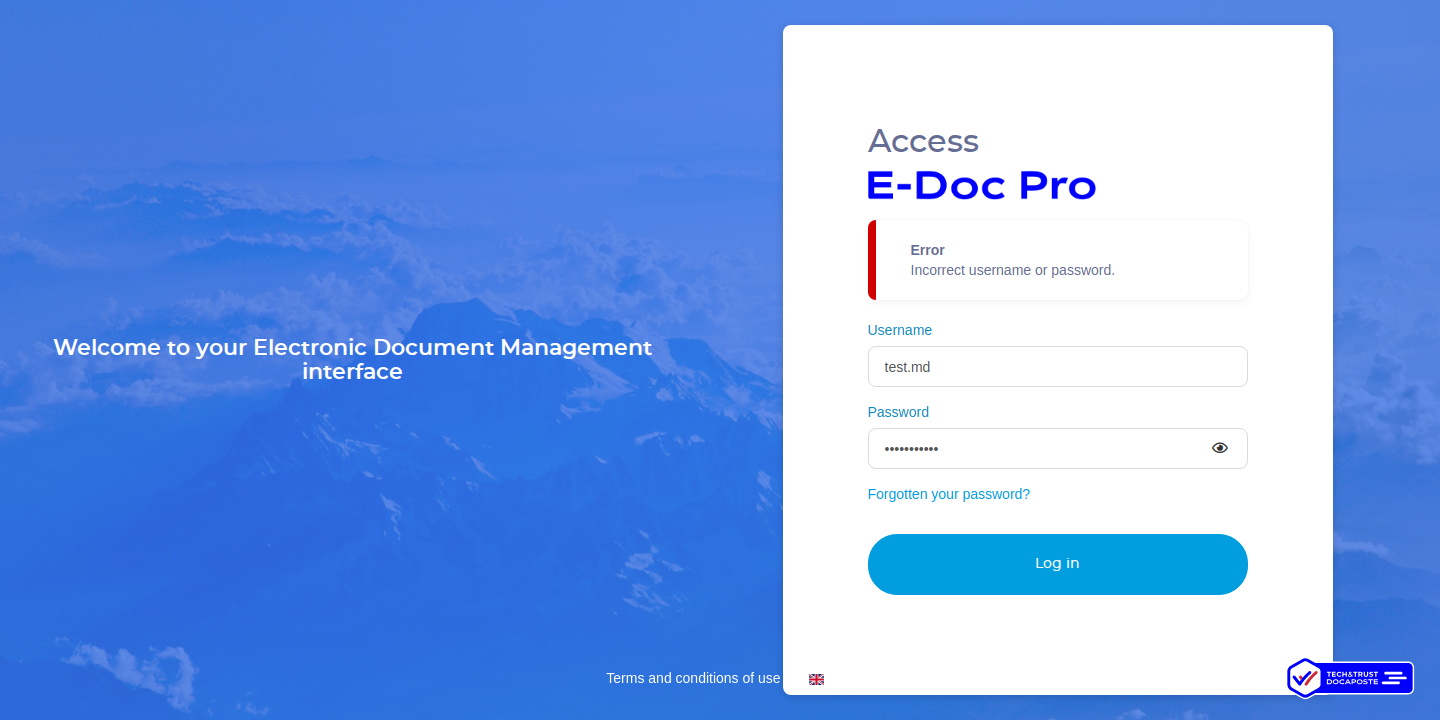 Welcome to your Electronic Document Management
interface
Access
E-Doc Pro
Error
Incorrect username or password.
Username
test.md
Password
•••••••••••
Forgotten your password?
Log in
Terms and conditions of use
TECH&TRUST
DOCAPOSTE